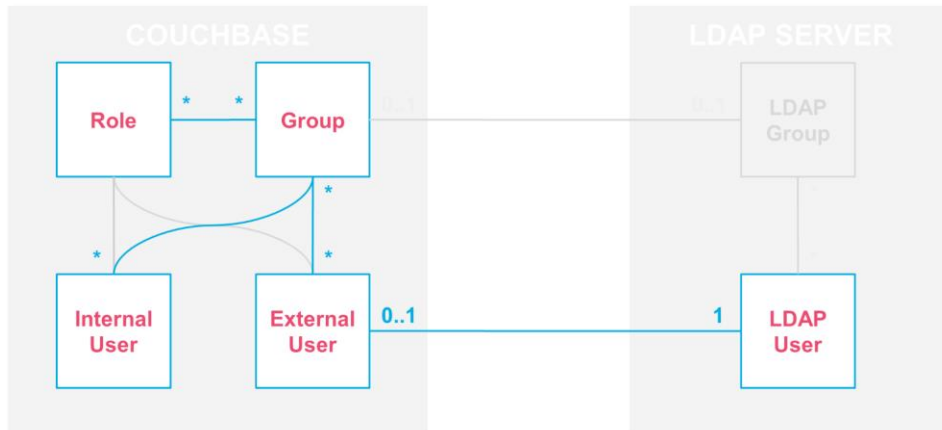 COUCHBASE
LDAP SERVER
Role
*
*
Group
0..1
0..1
LDAP
Group
*
*
*
Internal
User
External
User
0..1
1
LDAP
User